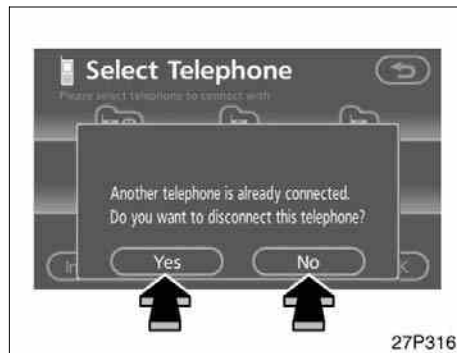 Select Telephone
Please select telephone to connect with
Another telephone is already connected.
Do you want to disconnect this telephone?
Yes
No
27P316